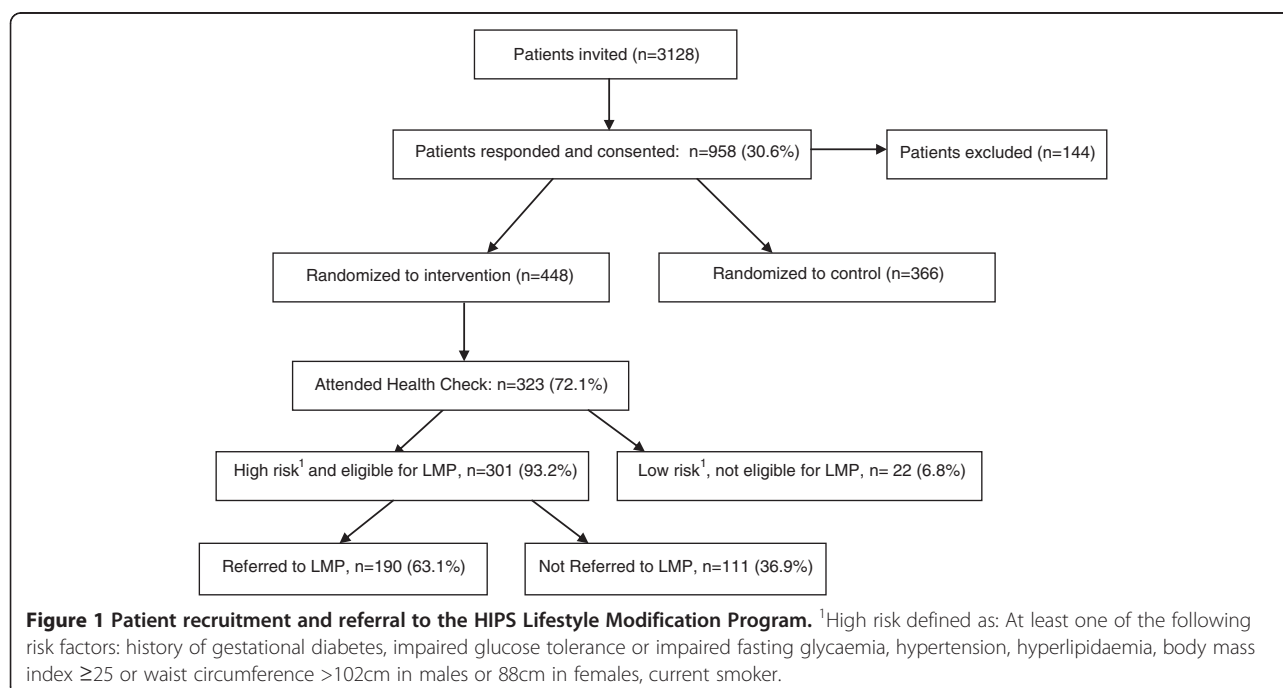 Patients invited (n=3128)
Patients responded and consented: n=958 (30.6%)
Patients excluded (n=144)
Randomized to intervention (n=448)
Randomized to control (n=366)
Attended Health Check: n=323 (72.1%)
High risk¹ and eligible for LMP, n=301 (93.2%)
Low risk¹, not eligible for LMP, n= 22 (6.8%)
Referred to LMP, n=190 (63.1%)
Not Referred to LMP, n=111 (36.9%)
Figure 1 Patient recruitment and referral to the HIPS Lifestyle Modification Program. ¹High risk defined as: At least one of the following
risk factors: history of gestational diabetes, impaired glucose tolerance or impaired fasting glycaemia, hypertension, hyperlipidaemia, body mass
index ≥25 or waist circumference >102cm in males or 88cm in females, current smoker.